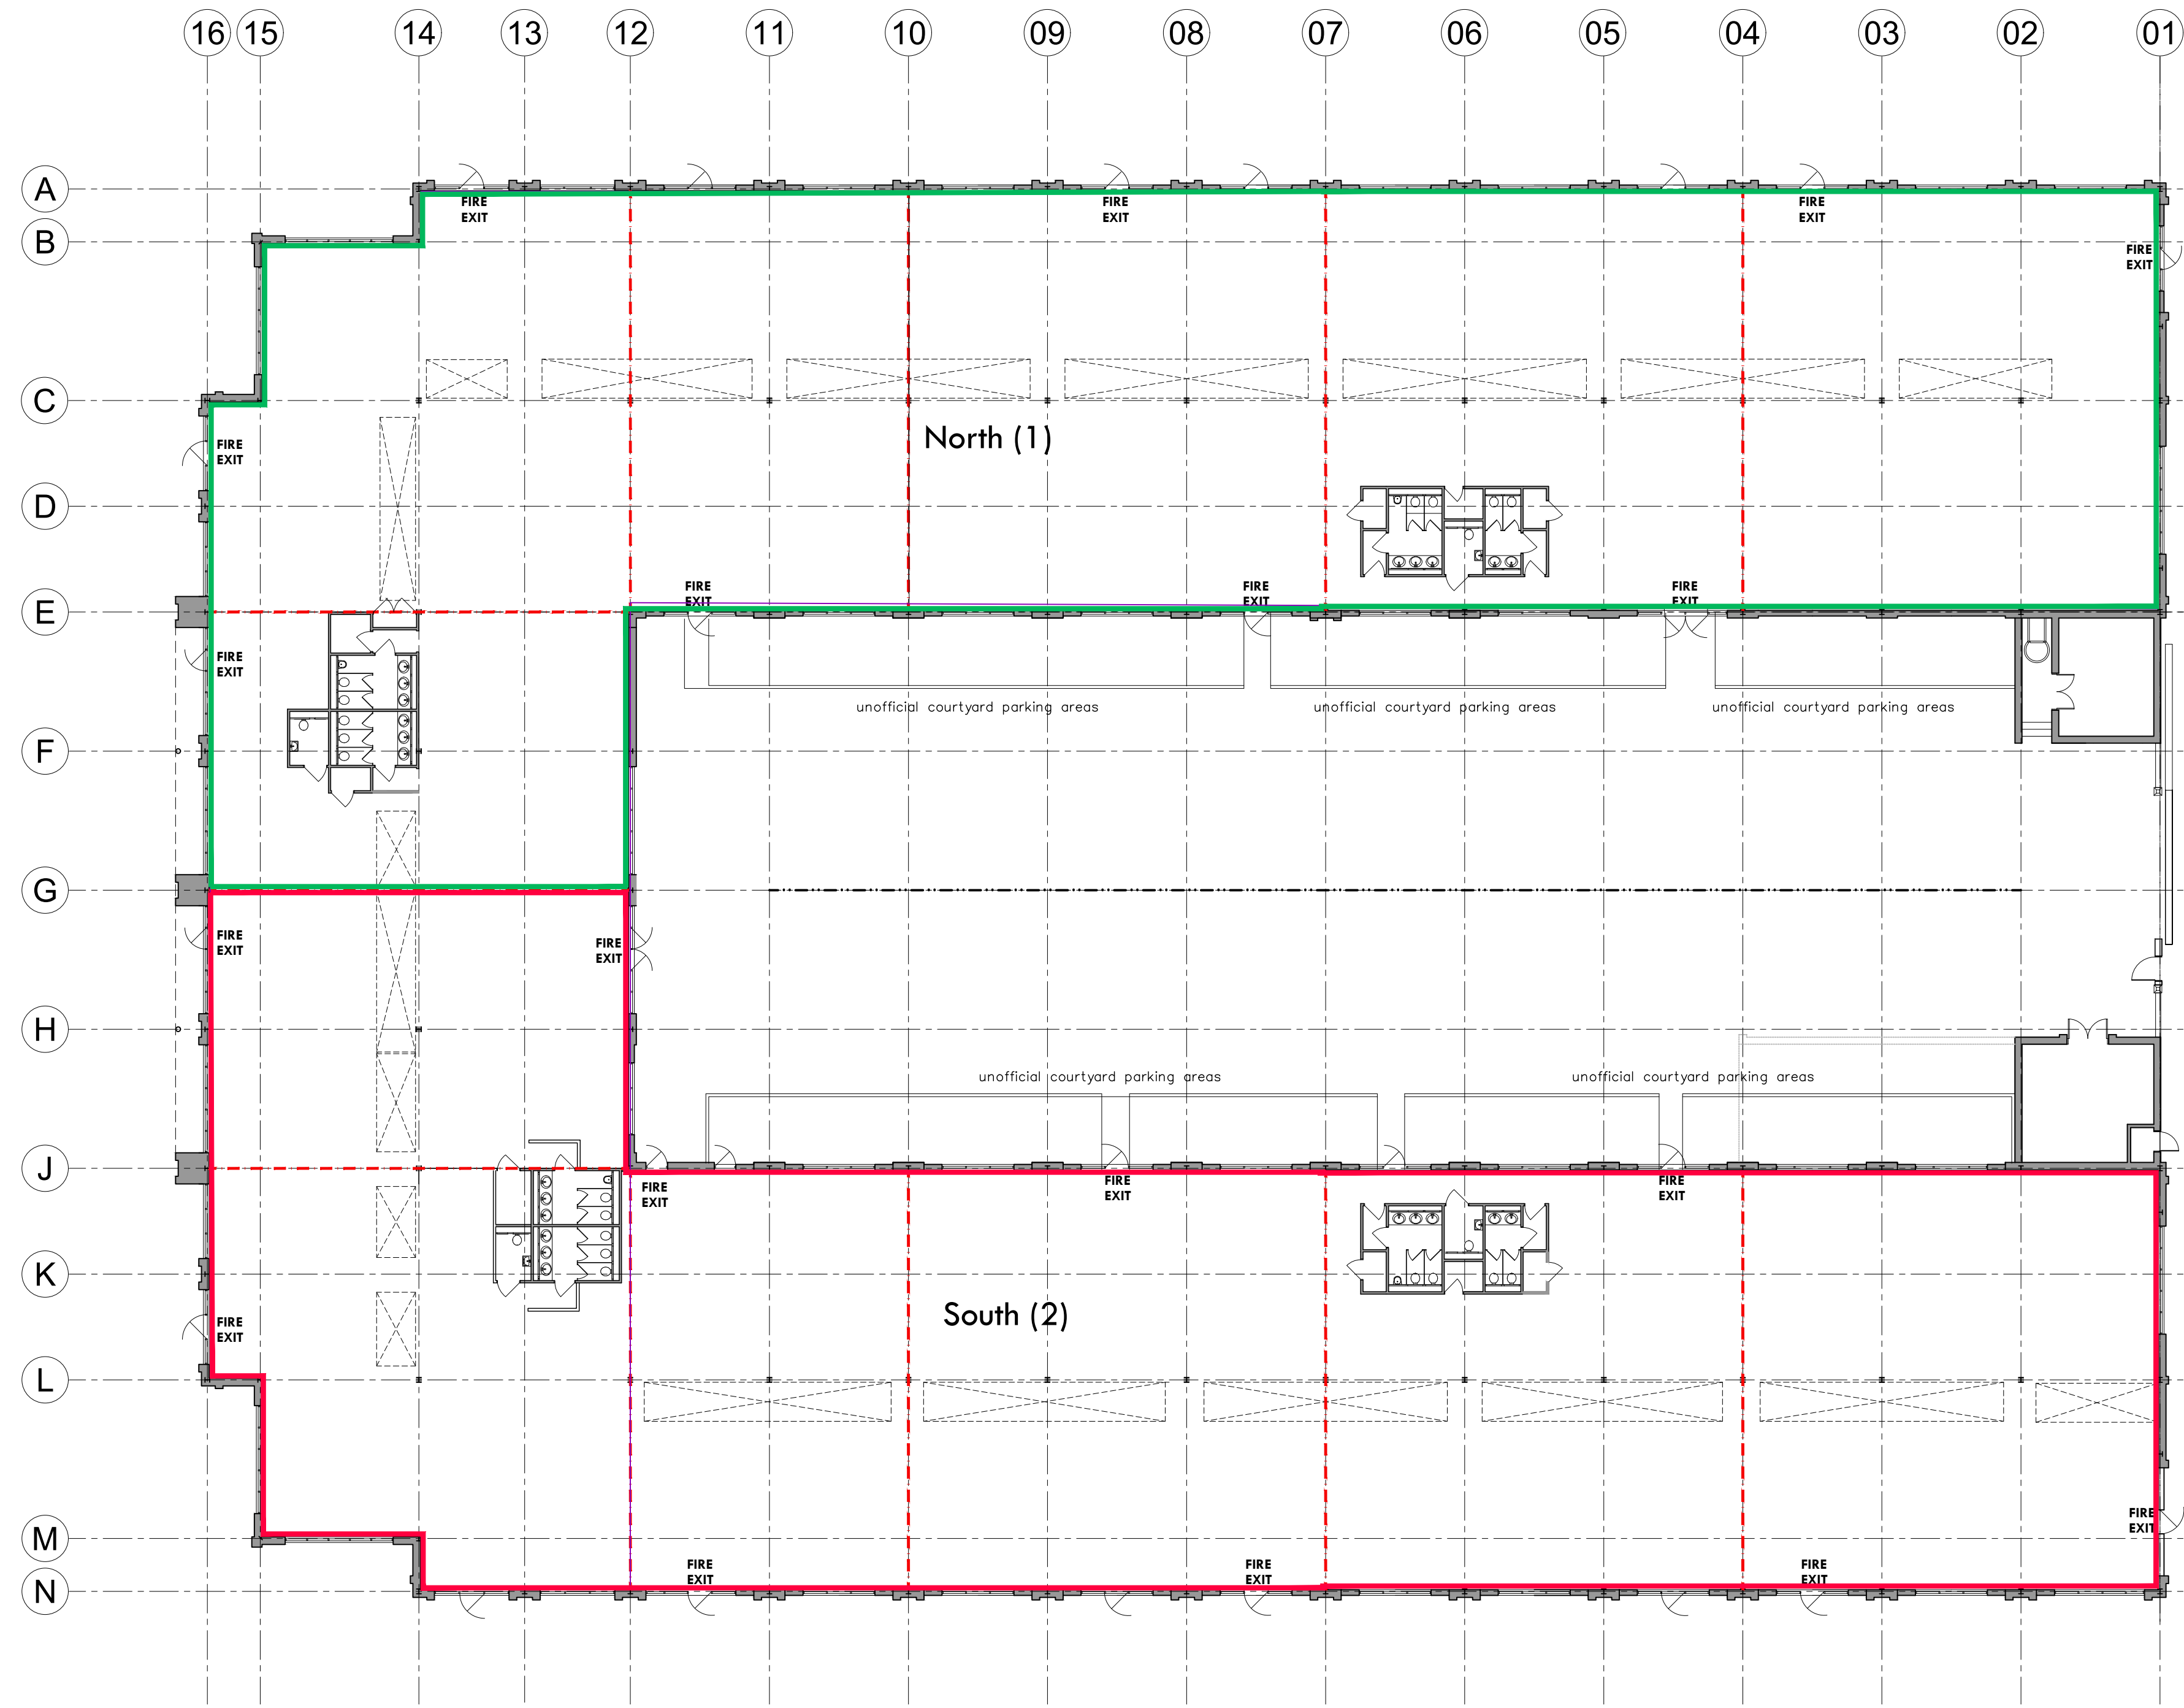 16 15 14 13 12 11 10 09 08 07 06 05 04 03 02 01
A
FIRE
EXIT
FIRE
EXIT
FIRE
EXIT
B
FIRE
EXIT
C
North (1)
FIRE
EXIT
D
FIRE
EXIT
FIRE
EXIT
FIRE
EXIT
E
FIRE
EXIT
unofficial courtyard parking areas
unofficial courtyard parking areas
unofficial courtyard parking areas
F
G
FIRE
EXIT
FIRE
EXIT
H
unofficial courtyard parking areas
unofficial courtyard parking areas
J
FIRE
EXIT
FIRE
EXIT
FIRE
EXIT
K
South (2)
FIRE
EXIT
L
FIRE
EXIT
M
FIRE
EXIT
FIRE
EXIT
FIRE
EXIT
N